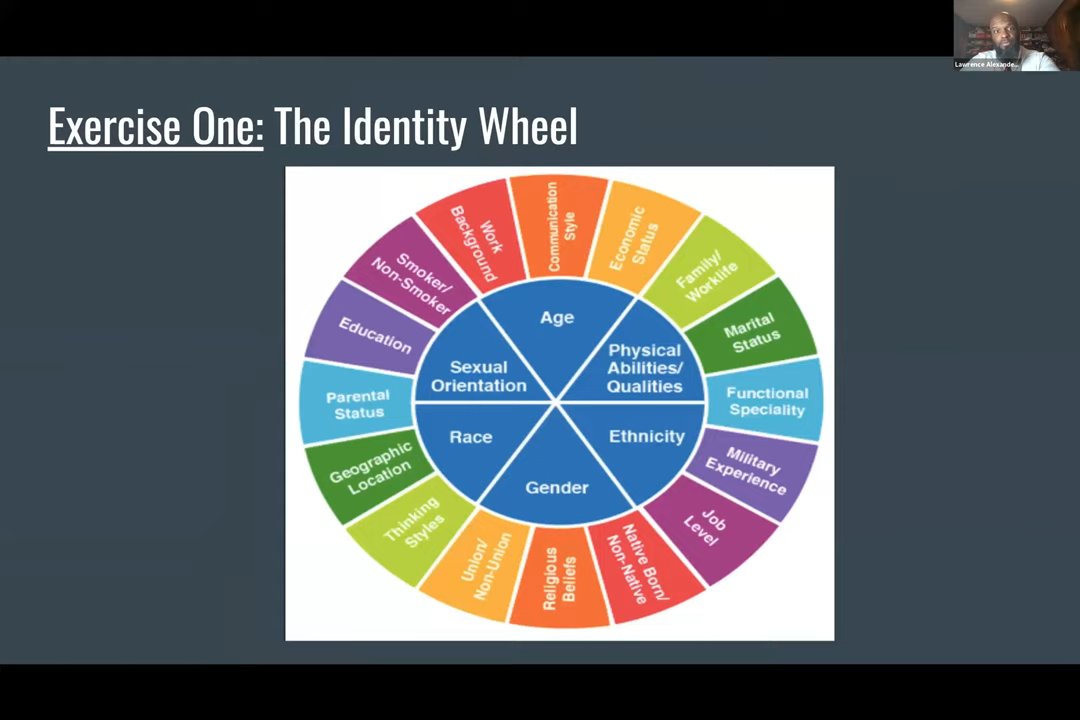 Lawrence Alexande...
Exercise One: The Identity Wheel
Communication
Style
Economic
Status
Family/
Worklife
Marital
Status
Functional
Speciality
Military
Experience
Job
Level
Native Born/
Non-Native
Religious
Beliefs
Union/
Non-Union
Thinking
Styles
Geographic
Location
Parental
Status
Education
Smoker/
Non-Smoker
Work
Background
Age
Physical
Abilities/
Qualities
Ethnicity
Gender
Race
Sexual
Orientation